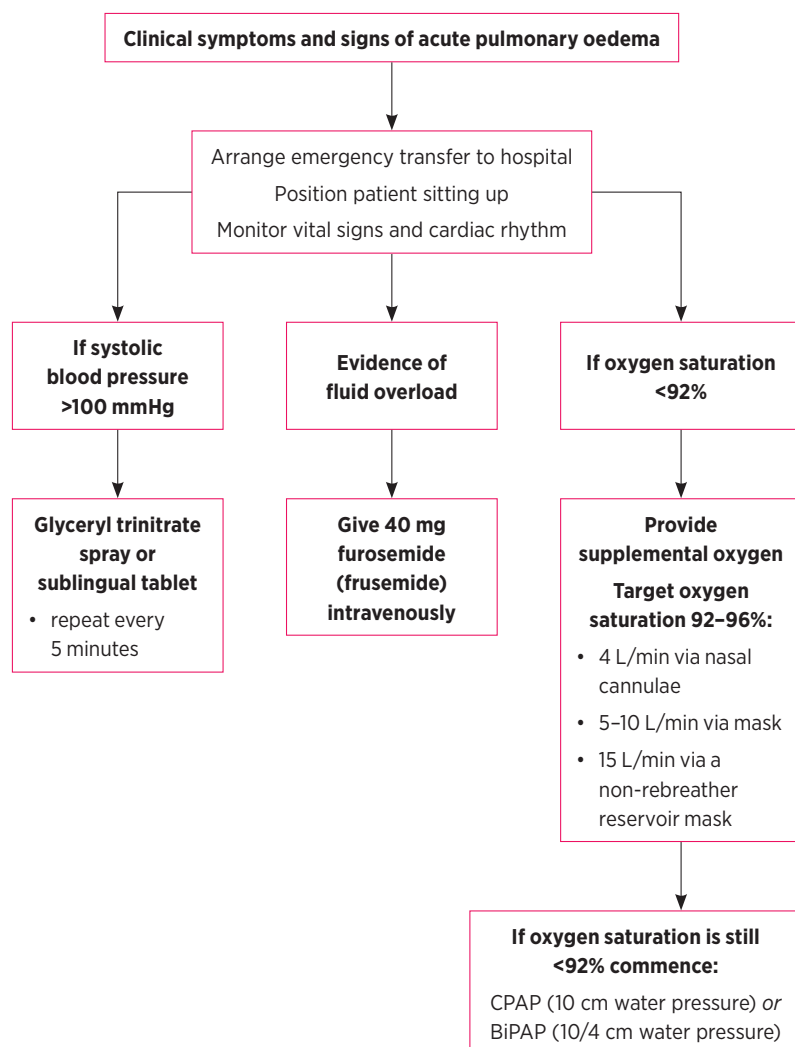 Clinical symptoms and signs of acute pulmonary oedema
Arrange emergency transfer to hospital
Position patient sitting up
Monitor vital signs and cardiac rhythm
If systolic
blood pressure
>100 mmHg
Evidence of
fluid overload
If oxygen saturation
<92%
Glyceryl trinitrate
spray or
sublingual tablet
• repeat every
5 minutes
Give 40 mg
furosemide
(frusemide)
intravenously
Provide
supplemental oxygen
Target oxygen
saturation 92–96%:
• 4 L/min via nasal
cannulae
• 5–10 L/min via mask
• 15 L/min via a
non-rebreather
reservoir mask
If oxygen saturation is still
<92% commence:
CPAP (10 cm water pressure) or
BiPAP (10/4 cm water pressure)